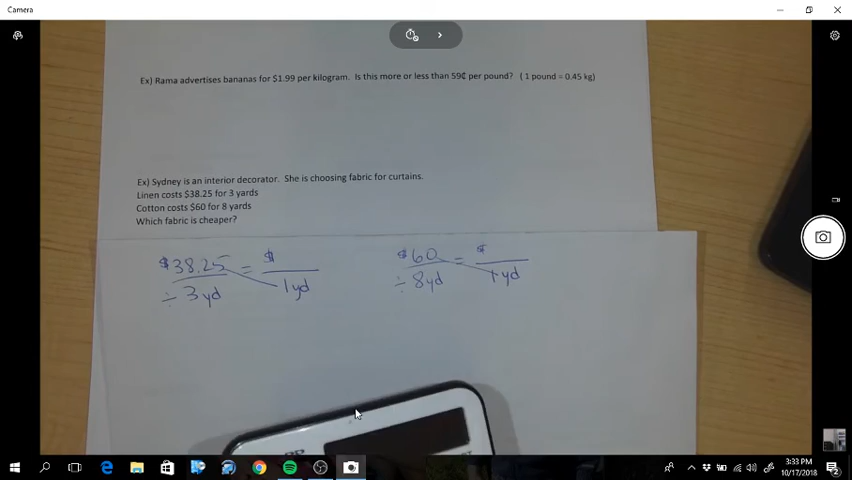 Camera
Ex) Rama advertises bananas for $1.99 per kilogram. Is this more or less than 59¢ per pound? ( 1 pound = 0.45 kg)
Ex) Sydney is an interior decorator. She is choosing fabric for curtains.
Linen costs $38.25 for 3 yards
Cotton costs $60 for 8 yards
Which fabric is cheaper?
$38.25 = $
÷ 3yd 1yd
$60 = $
÷ 8yd 1yd
3:33 PM
10/17/2018